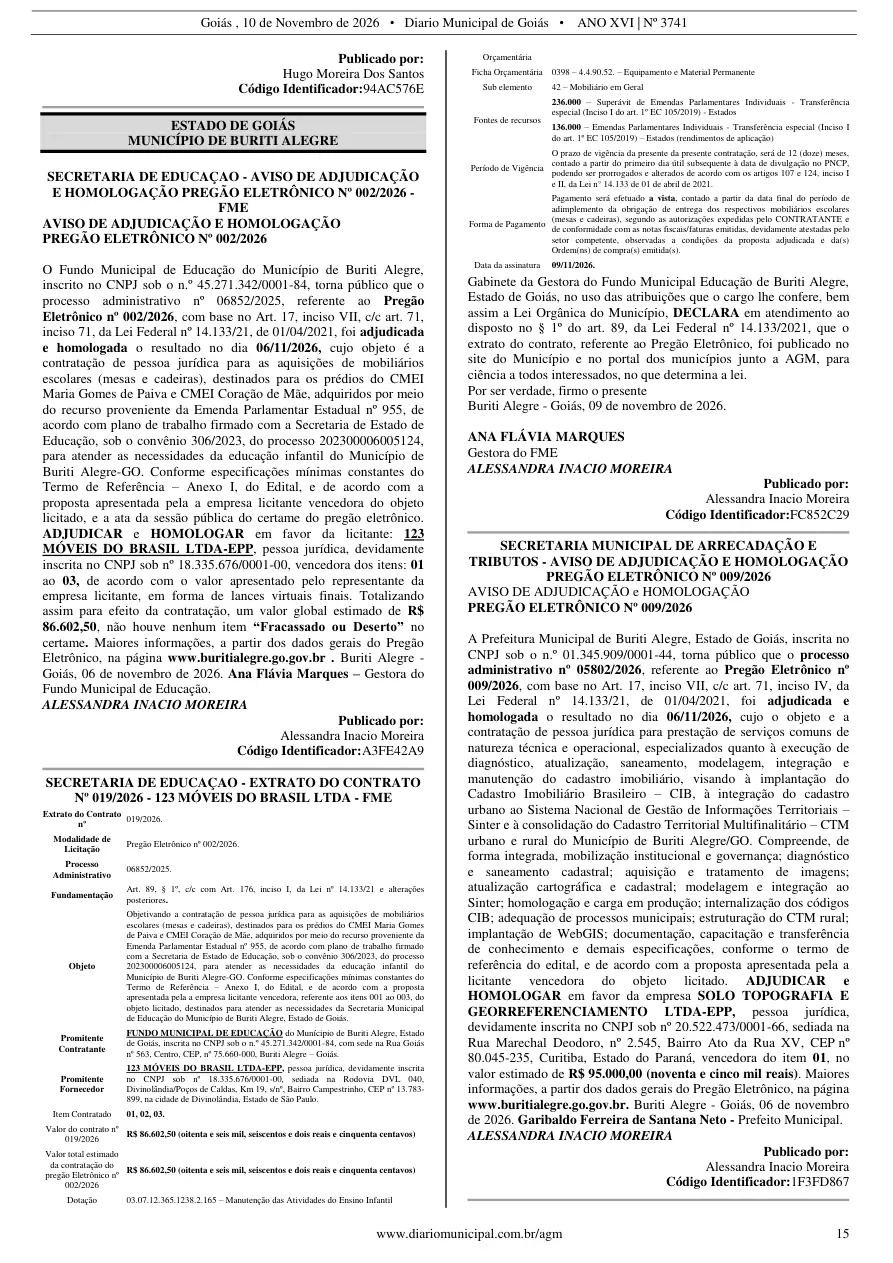 Goiás , 10 de Novembro de 2026 • Diario Municipal de Goiás • ANO XVI | Nº 3741
Publicado por:
Hugo Moreira Dos Santos
Código Identificador:94AC576E
ESTADO DE GOIÁS
MUNICÍPIO DE BURITI ALEGRE
SECRETARIA DE EDUCAÇAO - AVISO DE ADJUDICAÇÃO
E HOMOLOGAÇÃO PREGÃO ELETRÔNICO Nº 002/2026 -
FME
AVISO DE ADJUDICAÇÃO E HOMOLOGAÇÃO
PREGÃO ELETRÔNICO Nº 002/2026
O Fundo Municipal de Educação do Município de Buriti Alegre,
inscrito no CNPJ sob o n.º 45.271.342/0001-84, torna público que o
processo administrativo nº 06852/2025, referente ao Pregão
Eletrônico nº 002/2026, com base no Art. 17, inciso VII, c/c art. 71,
inciso 71, da Lei Federal nº 14.133/21, de 01/04/2021, foi adjudicada
e homologada o resultado no dia 06/11/2026, cujo objeto é a
contratação de pessoa jurídica para as aquisições de mobiliários
escolares (mesas e cadeiras), destinados para os prédios do CMEI
Maria Gomes de Paiva e CMEI Coração de Mãe, adquiridos por meio
do recurso proveniente da Emenda Parlamentar Estadual nº 955, de
acordo com plano de trabalho firmado com a Secretaria de Estado de
Educação, sob o convênio 306/2023, do processo 202300006005124,
para atender as necessidades da educação infantil do Município de
Buriti Alegre-GO. Conforme especificações mínimas constantes do
Termo de Referência – Anexo I, do Edital, e de acordo com a
proposta apresentada pela a empresa licitante vencedora do objeto
licitado, e a ata da sessão pública do certame do pregão eletrônico.
ADJUDICAR e HOMOLOGAR em favor da licitante: 123
MÓVEIS DO BRASIL LTDA-EPP, pessoa jurídica, devidamente
inscrita no CNPJ sob nº 18.335.676/0001-00, vencedora dos itens: 01
ao 03, de acordo com o valor apresentado pelo representante da
empresa licitante, em forma de lances virtuais finais. Totalizando
assim para efeito da contratação, um valor global estimado de R$
86.602,50, não houve nenhum item “Fracassado ou Deserto” no
certame. Maiores informações, a partir dos dados gerais do Pregão
Eletrônico, na página www.buritialegre.go.gov.br . Buriti Alegre -
Goiás, 06 de novembro de 2026. Ana Flávia Marques – Gestora do
Fundo Municipal de Educação.
ALESSANDRA INACIO MOREIRA
Publicado por:
Alessandra Inacio Moreira
Código Identificador:A3FE42A9
SECRETARIA DE EDUCAÇAO - EXTRATO DO CONTRATO
Nº 019/2026 - 123 MÓVEIS DO BRASIL LTDA - FME
Extrato do Contrato
nº
019/2026.
Modalidade de
Licitação
Pregão Eletrônico nº 002/2026.
Processo
Administrativo
06852/2025.
Fundamentação
Art. 89, § 1º, c/c com Art. 176, inciso I, da Lei nº 14.133/21 e alterações
posteriores.
Objeto
Objetivando a contratação de pessoa jurídica para as aquisições de mobiliários
escolares (mesas e cadeiras), destinados para os prédios do CMEI Maria Gomes
de Paiva e CMEI Coração de Mãe, adquiridos por meio do recurso proveniente da
Emenda Parlamentar Estadual nº 955, de acordo com plano de trabalho firmado
com a Secretaria de Estado de Educação, sob o convênio 306/2023, do processo
202300006005124, para atender as necessidades da educação infantil do
Município de Buriti Alegre-GO. Conforme especificações mínimas constantes do
Termo de Referência – Anexo I, do Edital, e de acordo com a proposta
apresentada pela a empresa licitante vencedora, referente aos itens 001 ao 003, do
objeto licitado, destinados para atender as necessidades da Secretaria Municipal
de Educação do Município de Buriti Alegre, Estado de Goiás.
Promitente
Contratante
FUNDO MUNICIPAL DE EDUCAÇÃO do Município de Buriti Alegre, Estado
de Goiás, inscrita no CNPJ sob o n.º 45.271.342/0001-84, com sede na Rua Goiás
nº 563, Centro, CEP, nº 75.660-000, Buriti Alegre – Goiás.
Promitente
Fornecedor
123 MÓVEIS DO BRASIL LTDA-EPP, pessoa jurídica, devidamente inscrita
no CNPJ sob nº 18.335.676/0001-00, sediada na Rodovia DVL 040,
Divinolândia/Poços de Caldas, Km 19, s/nº, Bairro Campestrinho, CEP nº 13.783-
899, na cidade de Divinolândia, Estado de São Paulo.
Item Contratado
01, 02, 03.
Valor do contrato nº
019/2026
R$ 86.602,50 (oitenta e seis mil, seiscentos e dois reais e cinquenta centavos)
Valor total estimado
da contratação do
pregão Eletrônico nº
002/2026
R$ 86.602,50 (oitenta e seis mil, seiscentos e dois reais e cinquenta centavos)
Dotação
03.07.12.365.1238.2.165 – Manutenção das Atividades do Ensino Infantil
Orçamentária
Ficha Orçamentária
0398 – 4.4.90.52. – Equipamento e Material Permanente
Sub elemento
42 – Mobiliário em Geral
Fontes de recursos
236.000 – Superávit de Emendas Parlamentares Individuais - Transferência
especial (Inciso I do art. 1º EC 105/2019) - Estados
136.000 – Emendas Parlamentares Individuais - Transferência especial (Inciso I
do art. 1º EC 105/2019) – Estados (rendimentos de aplicação)
Período de Vigência
O prazo de vigência da presente da presente contratação, será de 12 (doze) meses,
contado a partir do primeiro dia útil subsequente à data de divulgação no PNCP,
podendo ser prorrogados e alterados de acordo com os artigos 107 e 124, inciso I
e II, da Lei n° 14.133 de 01 de abril de 2021.
Forma de Pagamento
Pagamento será efetuado a vista, contado a partir da data final do período de
adimplemento da obrigação de entrega dos respectivos mobiliários escolares
(mesas e cadeiras), segundo as autorizações expedidas pelo CONTRATANTE e
de conformidade com as notas fiscais/faturas emitidas, devidamente atestadas pelo
setor competente, observadas a condições da proposta adjudicada e da(s)
Ordem(ns) de compra(s) emitida(s).
Data da assinatura
09/11/2026.
Gabinete da Gestora do Fundo Municipal Educação de Buriti Alegre,
Estado de Goiás, no uso das atribuições que o cargo lhe confere, bem
assim a Lei Orgânica do Município, DECLARA em atendimento ao
disposto no § 1º do art. 89, da Lei Federal nº 14.133/2021, que o
extrato do contrato, referente ao Pregão Eletrônico, foi publicado no
site do Município e no portal dos municípios junto a AGM, para
ciência a todos interessados, no que determina a lei.
Por ser verdade, firmo o presente
Buriti Alegre - Goiás, 09 de novembro de 2026.
ANA FLÁVIA MARQUES
Gestora do FME
ALESSANDRA INACIO MOREIRA
Publicado por:
Alessandra Inacio Moreira
Código Identificador:FC852C29
SECRETARIA MUNICIPAL DE ARRECADAÇÃO E
TRIBUTOS - AVISO DE ADJUDICAÇÃO E HOMOLOGAÇÃO
PREGÃO ELETRÔNICO Nº 009/2026
AVISO DE ADJUDICAÇÃO e HOMOLOGAÇÃO
PREGÃO ELETRÔNICO Nº 009/2026
A Prefeitura Municipal de Buriti Alegre, Estado de Goiás, inscrita no
CNPJ sob o n.º 01.345.909/0001-44, torna público que o processo
administrativo nº 05802/2026, referente ao Pregão Eletrônico nº
009/2026, com base no Art. 17, inciso VII, c/c art. 71, inciso IV, da
Lei Federal nº 14.133/21, de 01/04/2021, foi adjudicada e
homologada o resultado no dia 06/11/2026, cujo o objeto e a
contratação de pessoa jurídica para prestação de serviços comuns de
natureza técnica e operacional, especializados quanto à execução de
diagnóstico, atualização, saneamento, modelagem, integração e
manutenção do cadastro imobiliário, visando à implantação do
Cadastro Imobiliário Brasileiro – CIB, à integração do cadastro
urbano ao Sistema Nacional de Gestão de Informações Territoriais –
Sinter e à consolidação do Cadastro Territorial Multifinalitário – CTM
urbano e rural do Município de Buriti Alegre/GO. Compreende, de
forma integrada, mobilização institucional e governança; diagnóstico
e saneamento cadastral; aquisição e tratamento de imagens;
atualização cartográfica e cadastral; modelagem e integração ao
Sinter; homologação e carga em produção; internalização dos códigos
CIB; adequação de processos municipais; estruturação do CTM rural;
implantação de WebGIS; documentação, capacitação e transferência
de conhecimento e demais especificações, conforme o termo de
referência do edital, e de acordo com a proposta apresentada pela a
licitante vencedora do objeto licitado. ADJUDICAR e
HOMOLOGAR em favor da empresa SOLO TOPOGRAFIA E
GEORREFERENCIAMENTO LTDA-EPP, pessoa jurídica,
devidamente inscrita no CNPJ sob nº 20.522.473/0001-66, sediada na
Rua Marechal Deodoro, nº 2.545, Bairro Ato da Rua XV, CEP nº
80.045-235, Curitiba, Estado do Paraná, vencedora do item 01, no
valor estimado de R$ 95.000,00 (noventa e cinco mil reais). Maiores
informações, a partir dos dados gerais do Pregão Eletrônico, na página
www.buritialegre.go.gov.br. Buriti Alegre - Goiás, 06 de novembro
de 2026. Garibaldo Ferreira de Santana Neto - Prefeito Municipal.
ALESSANDRA INACIO MOREIRA
Publicado por:
Alessandra Inacio Moreira
Código Identificador:1F3FD867
www.diariomunicipal.com.br/agm
15